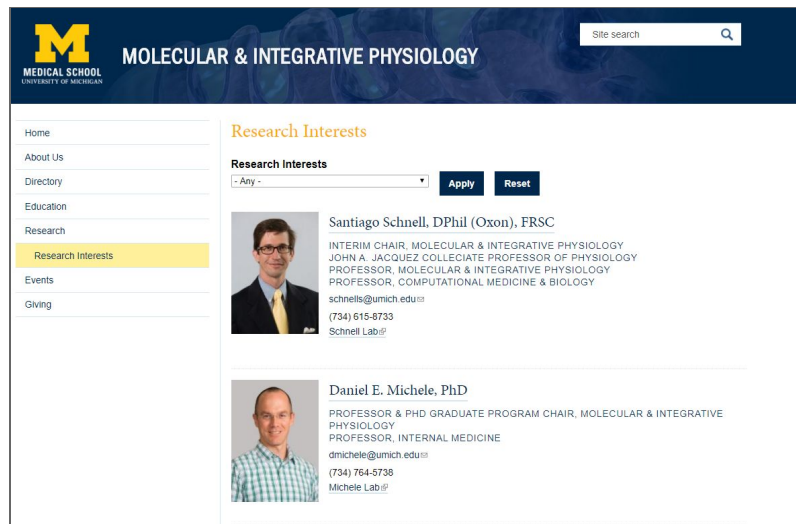 M
MEDICAL SCHOOL
UNIVERSITY OF MICHIGAN
MOLECULAR & INTEGRATIVE PHYSIOLOGY
Site search
Home
About Us
Directory
Education
Research
Research Interests
Events
Giving
Research Interests
Research Interests
- Any -
Apply
Reset
Santiago Schnell, DPhil (Oxon), FRSC
INTERIM CHAIR, MOLECULAR & INTEGRATIVE PHYSIOLOGY
JOHN A. JACQUEZ COLLECIATE PROFESSOR OF PHYSIOLOGY
PROFESSOR, MOLECULAR & INTEGRATIVE PHYSIOLOGY
PROFESSOR, COMPUTATIONAL MEDICINE & BIOLOGY
schnells@umich.edu
(734) 615-8733
Schnell Lab
Daniel E. Michele, PhD
PROFESSOR & PHD GRADUATE PROGRAM CHAIR, MOLECULAR & INTEGRATIVE
PHYSIOLOGY
PROFESSOR, INTERNAL MEDICINE
dmichele@umich.edu
(734) 764-5738
Michele Lab